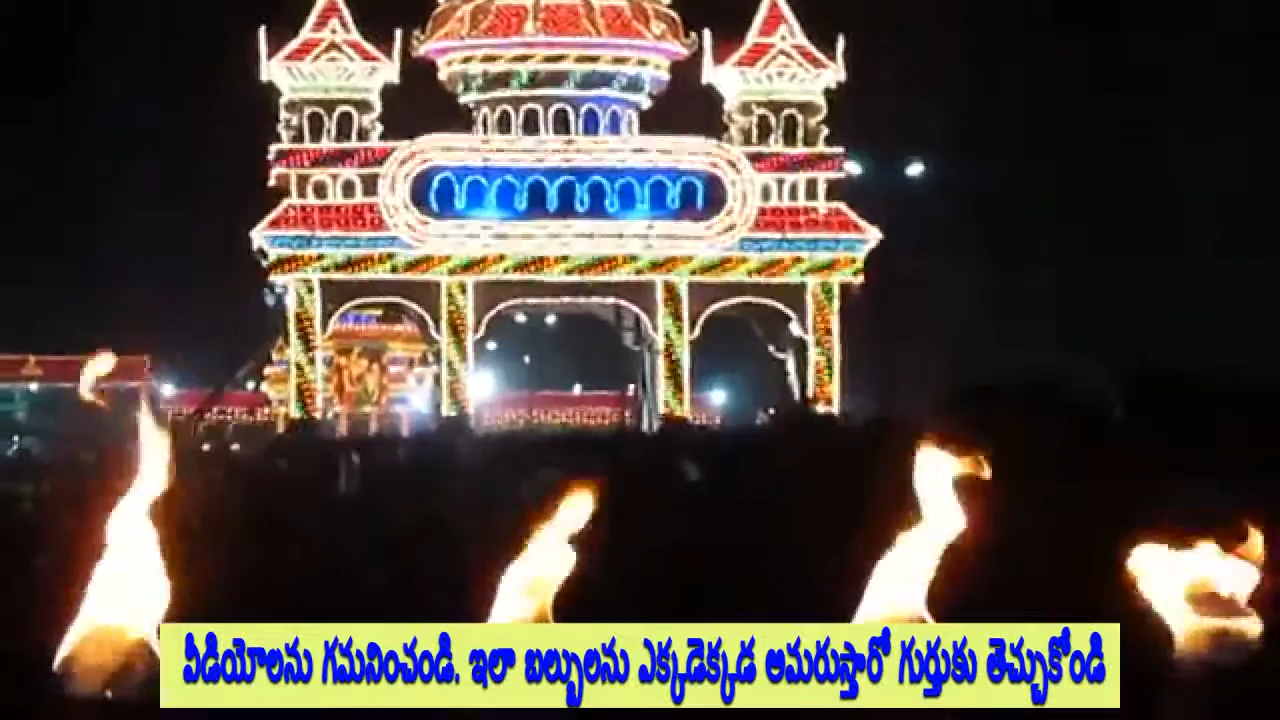 వీడియోలను గమనించండి. ఇలా బల్బులను ఎక్కడెక్కడ అమరుస్తారో గుర్తుకు తెచ్చుకోండి